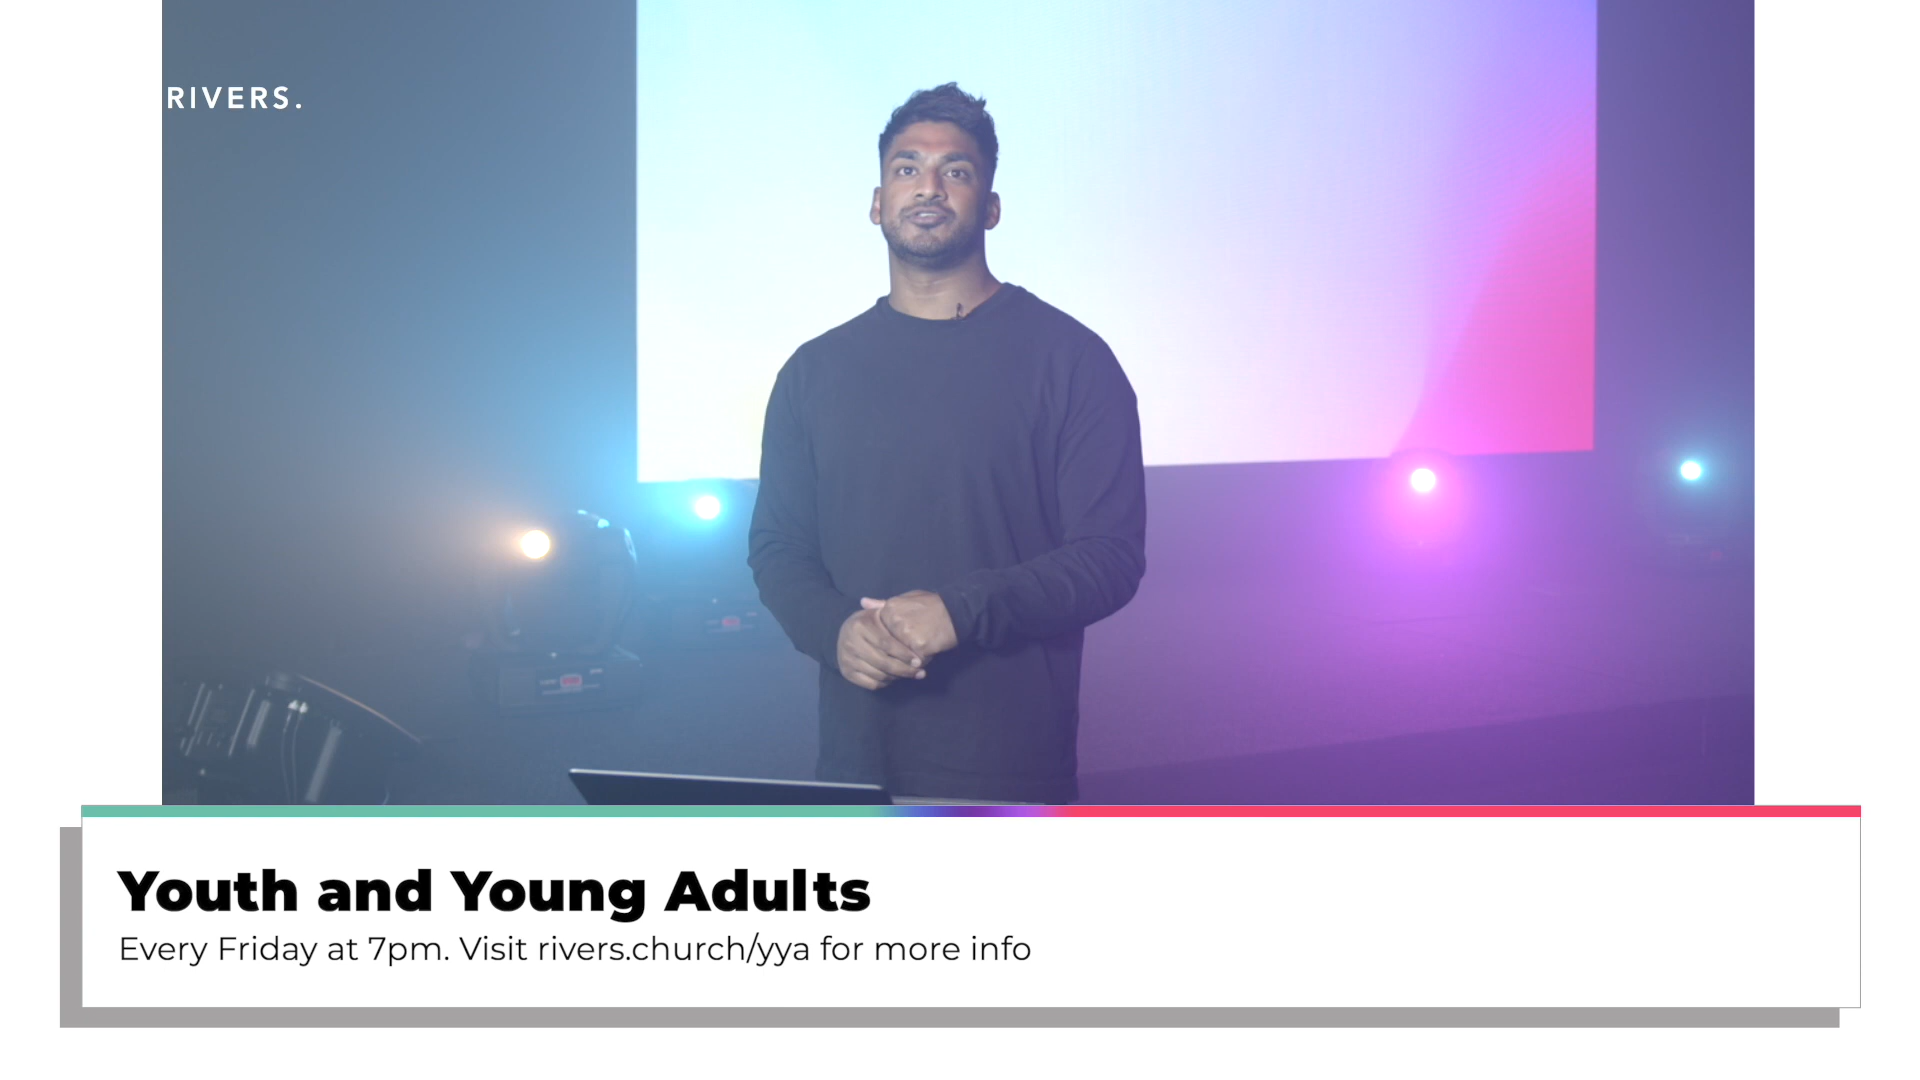 RIVERS.
Youth and Young Adults
Every Friday at 7pm. Visit rivers.church/yya for more info